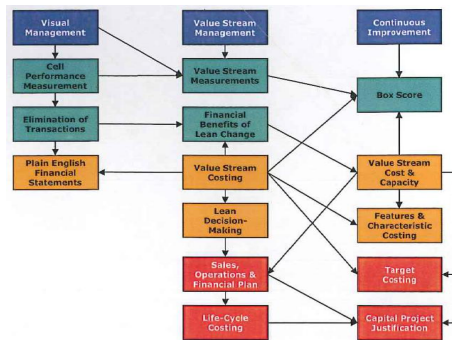 Visual
Management
Value Stream
Management
Continuous
Improvement
Cell
Performance
Measurement
Value Stream
Measurements
Box Score
Elimination of
Transactions
Financial
Benefits of
Lean Change
Plain English
Financial
Statements
Value Stream
Costing
Value Stream
Cost &
Capacity
Lean
Decision-
Making
Features &
Characteristic
Costing
Sales,
Operations &
Financial Plan
Target
Costing
Life-Cycle
Costing
Capital Project
Justification